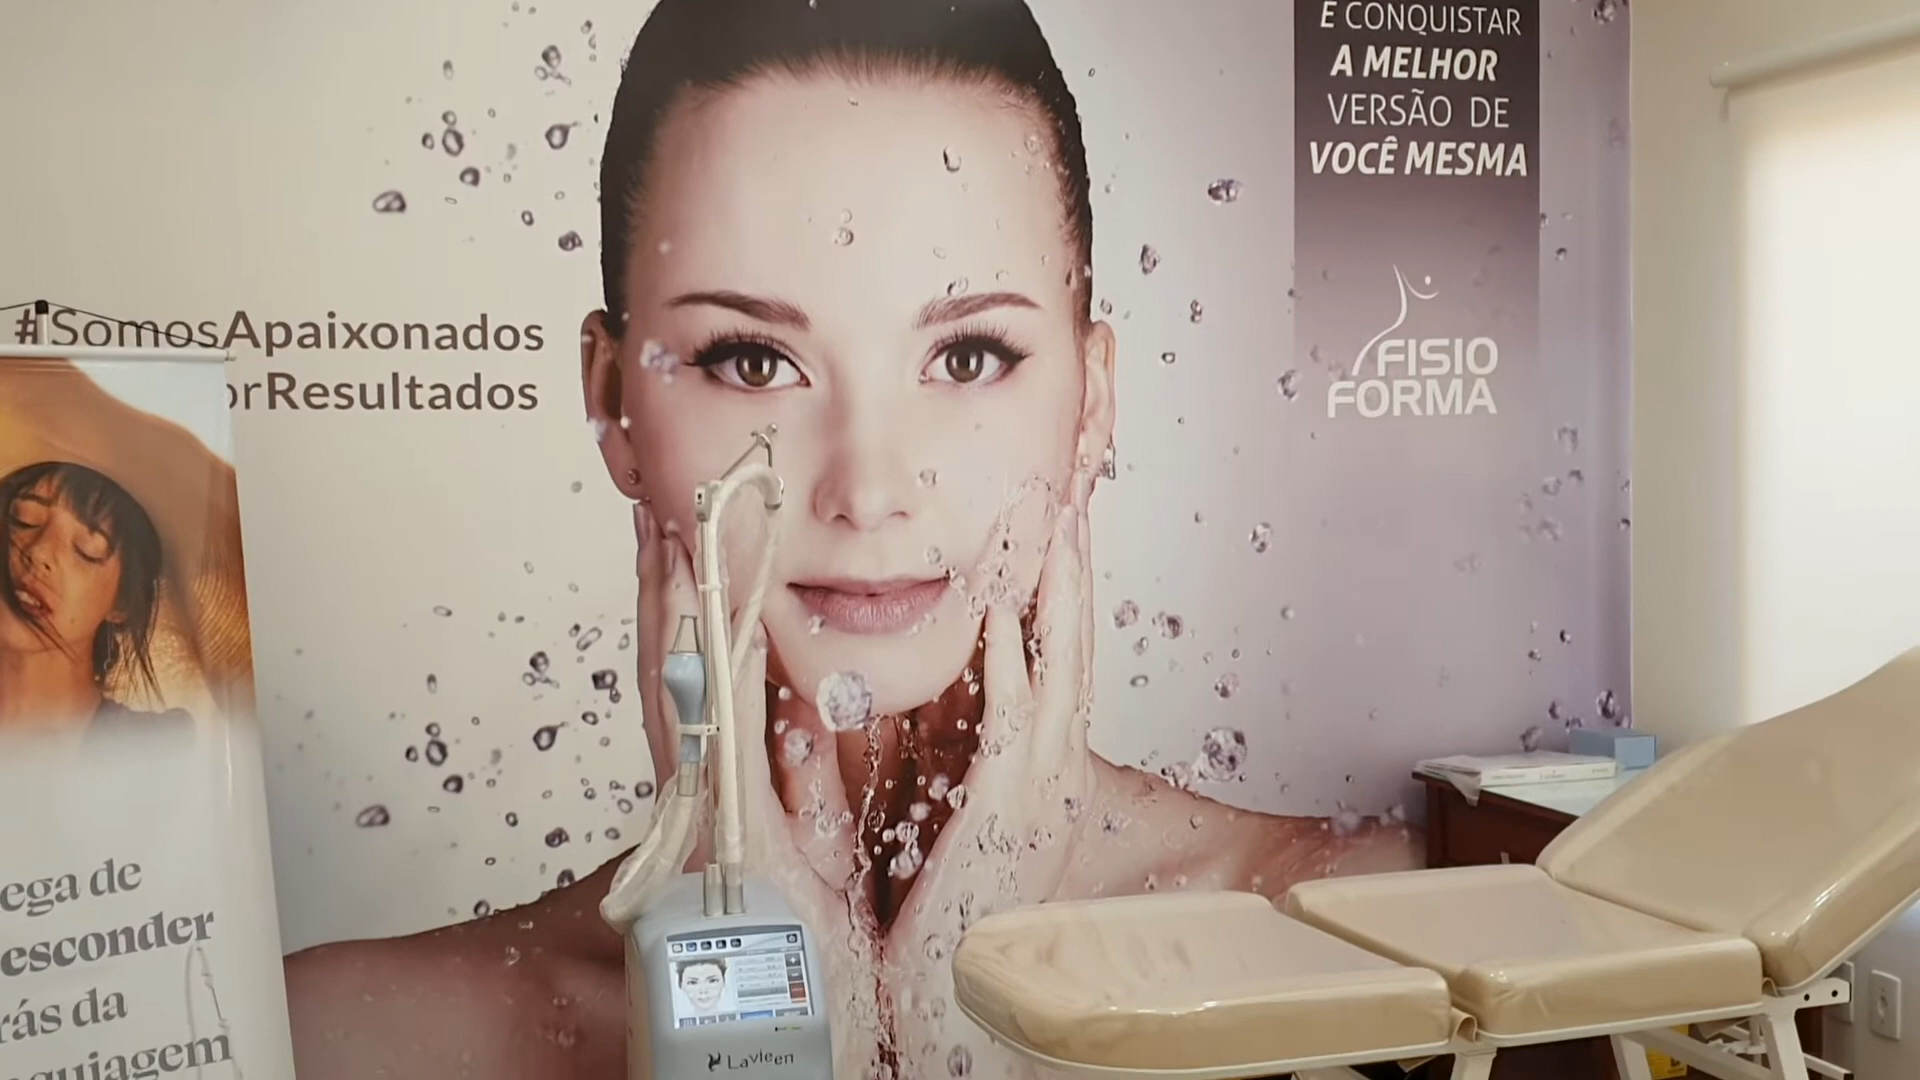 E CONQUISTAR
A MELHOR
VERSÃO DE
VOCÊ MESMA
FISIO
FORMA
#SomosApaixonados
orResultados
ega de
esconder
rás da
quiagem
Lavieen